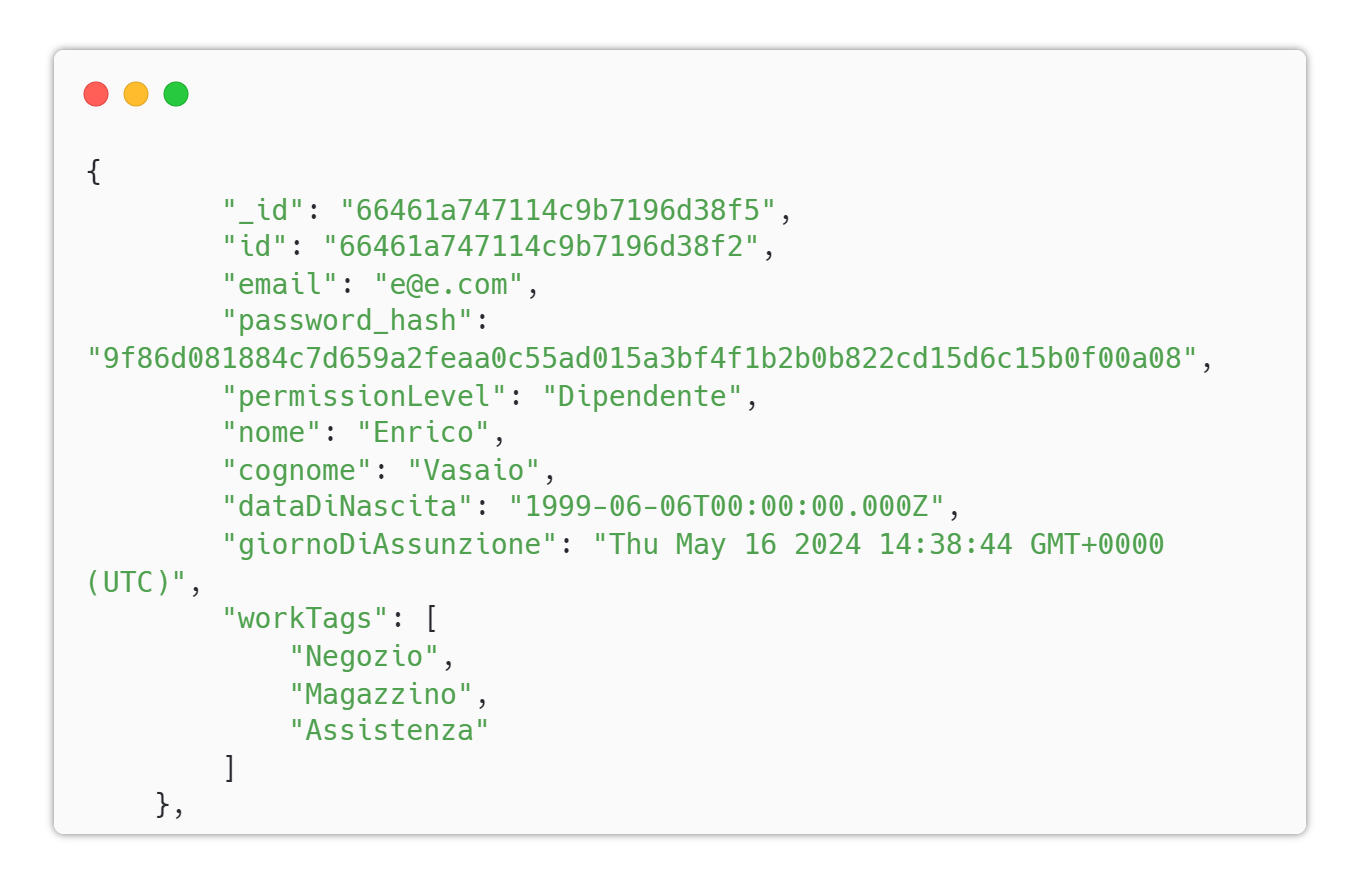 {
"_id": "66461a747114c9b7196d38f5",
"id": "66461a747114c9b7196d38f2",
"email": "e@e.com",
"password_hash":
"9f86d081884c7d659a2feaa0c55ad015a3bf4f1b2b0b822cd15d6c15b0f00a08",
"permissionLevel": "Dipendente",
"nome": "Enrico",
"cognome": "Vasaio",
"dataDiNascita": "1999-06-06T00:00:00.000Z",
"giornoDiAssunzione": "Thu May 16 2024 14:38:44 GMT+0000
(UTC)",
"workTags": [
"Negozio",
"Magazzino",
"Assistenza"
]
},